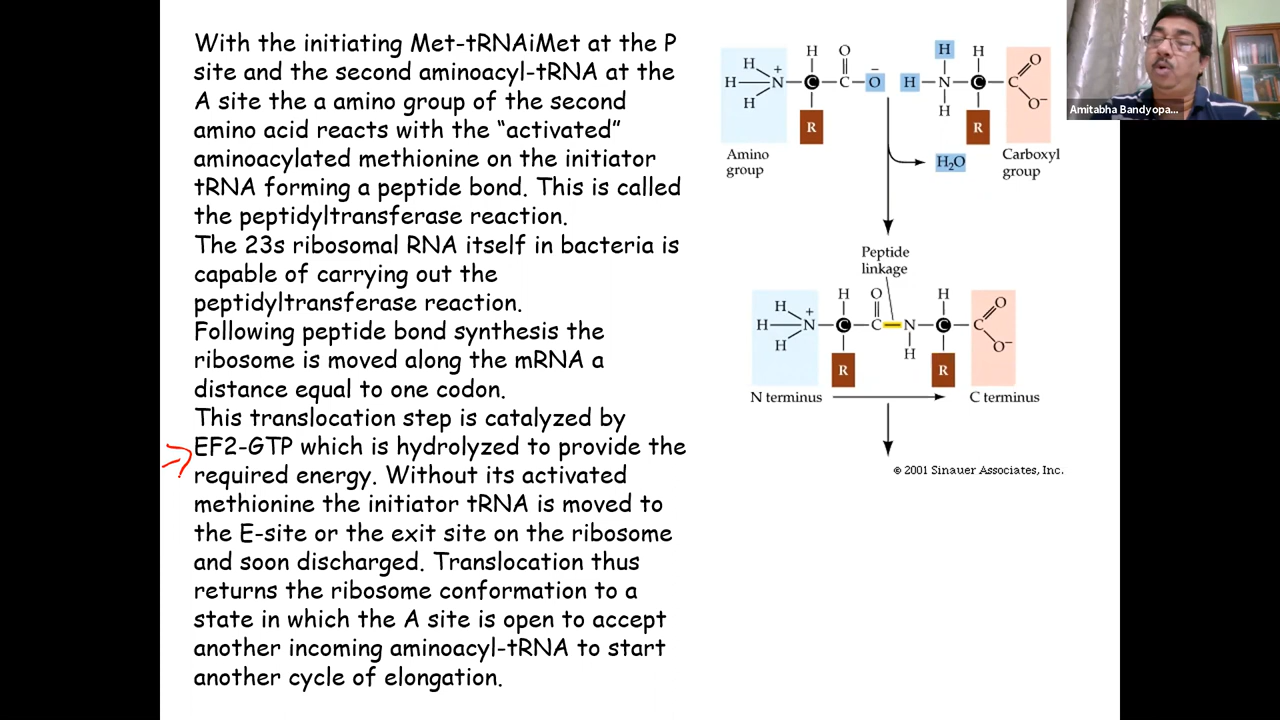 With the initiating Met-tRNAiMet at the P
site and the second aminoacyl-tRNA at the
A site the a amino group of the second
amino acid reacts with the “activated”
aminoacylated methionine on the initiator
tRNA forming a peptide bond. This is called
the peptidyltransferase reaction.
The 23s ribosomal RNA itself in bacteria is
capable of carrying out the
peptidyltransferase reaction.
Following peptide bond synthesis the
ribosome is moved along the mRNA a
distance equal to one codon.
This translocation step is catalyzed by
EF2-GTP which is hydrolyzed to provide the
required energy. Without its activated
methionine the initiator tRNA is moved to
the E-site or the exit site on the ribosome
and soon discharged. Translocation thus
returns the ribosome conformation to a
state in which the A site is open to accept
another incoming aminoacyl-tRNA to start
another cycle of elongation.
H O H H
H + − O
H N C C O H N C C
H H O−
R R
Amino
group
H₂O
Carboxyl
group
Peptide
linkage
H O H
H + O
H N C C N C C
H H O−
R R
N terminus C terminus
© 2001 Sinauer Associates, Inc.
Amitabha Bandyopa...